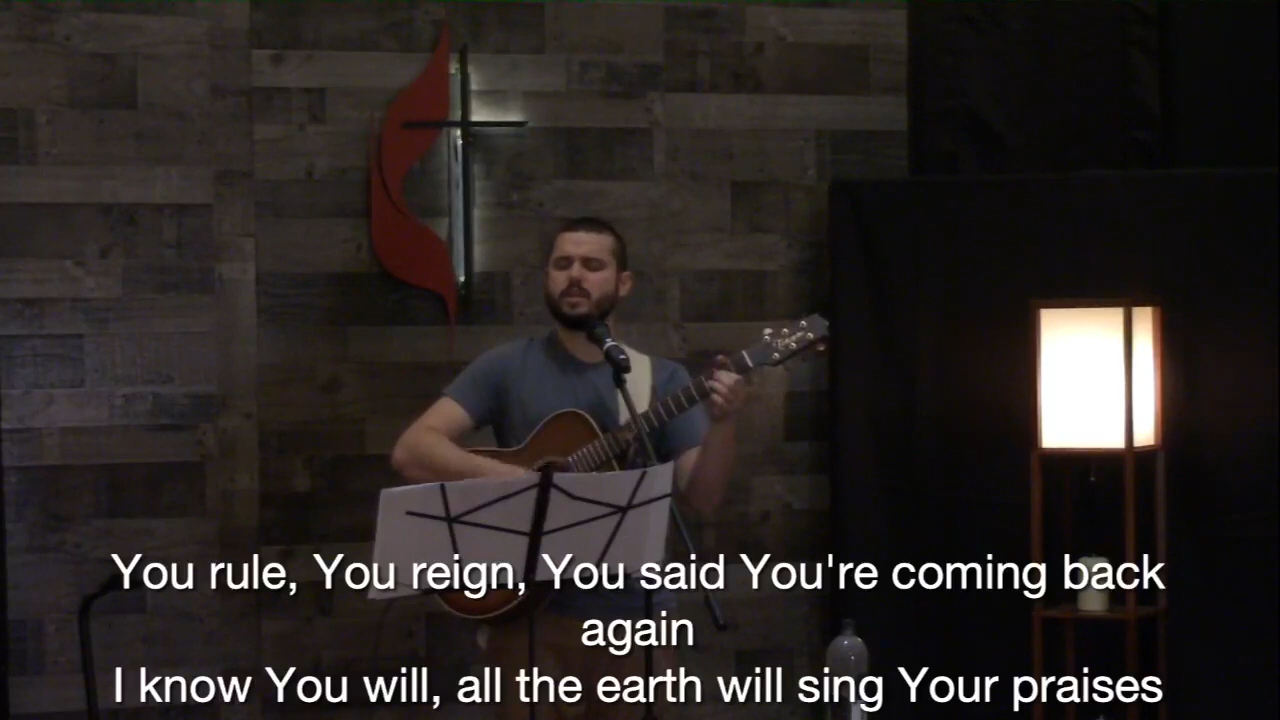 You rule, You reign, You said You're coming back
again
I know You will, all the earth will sing Your praises